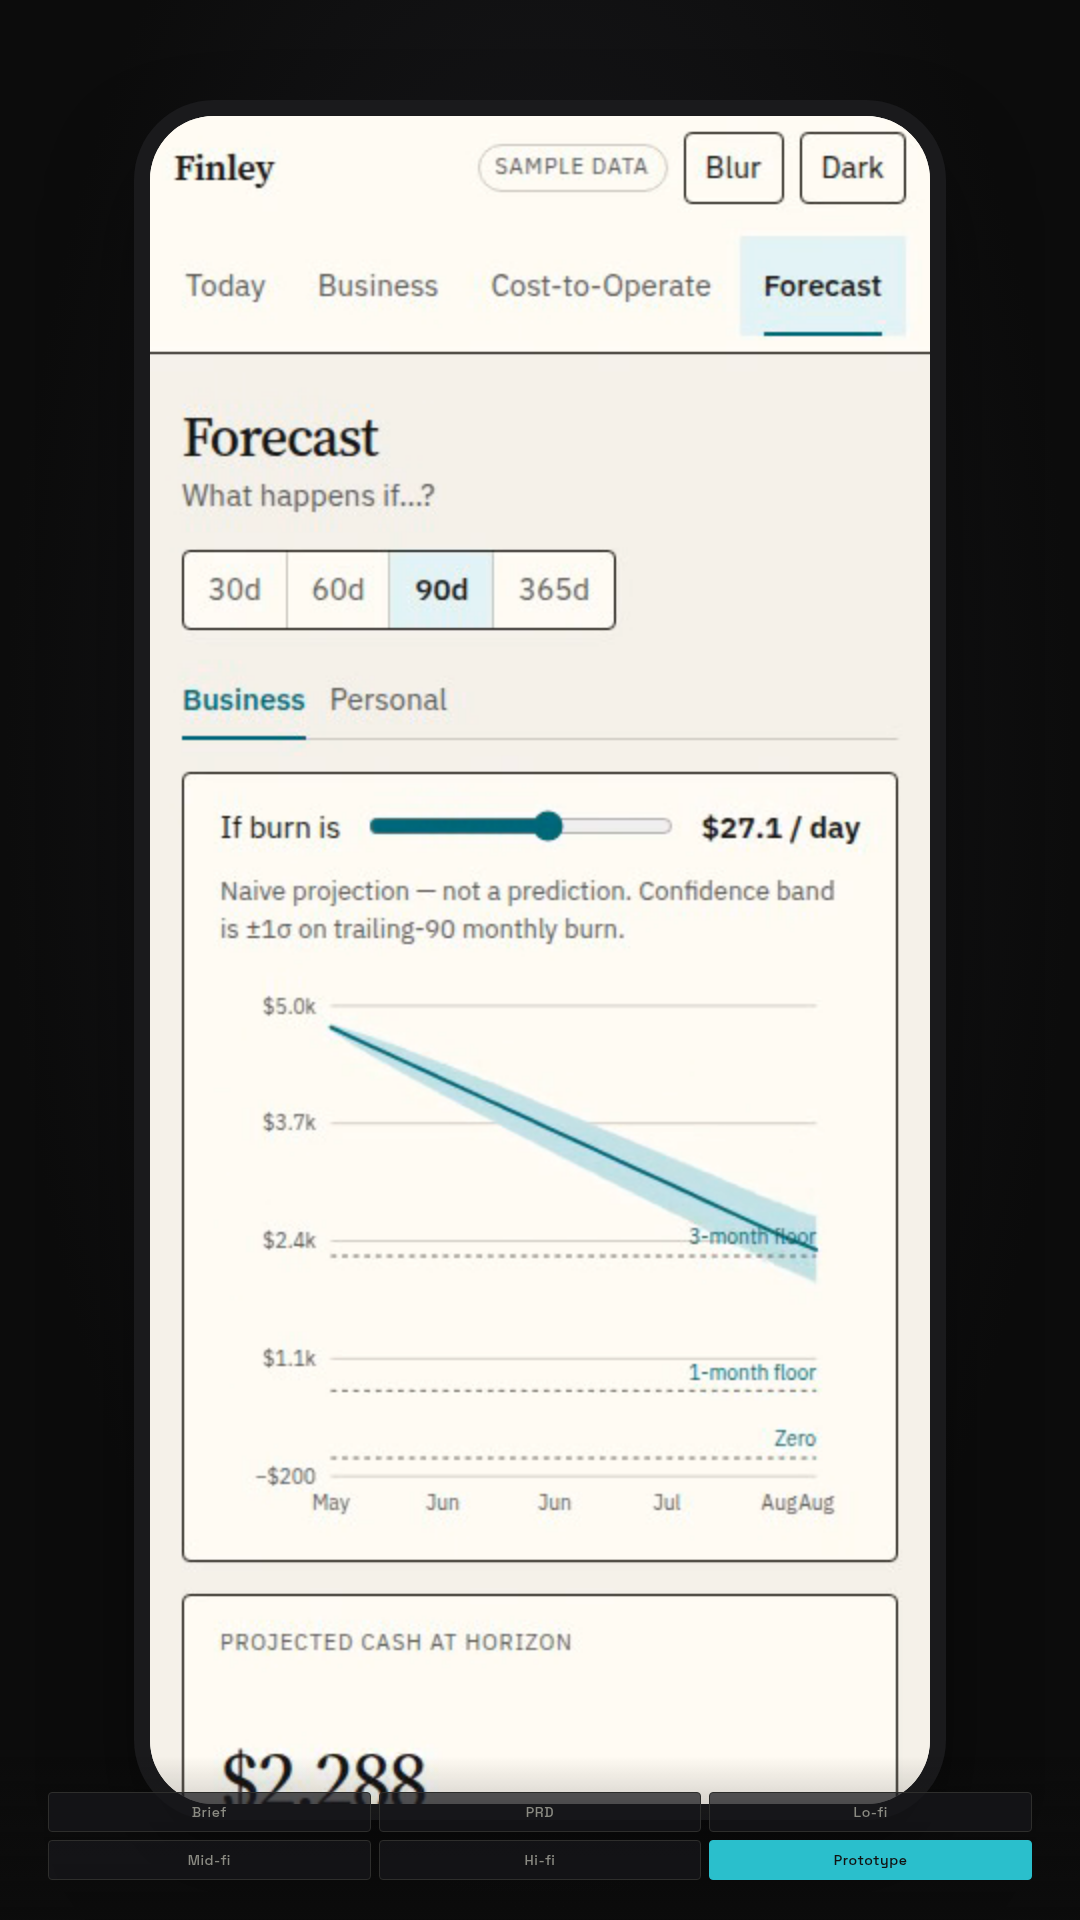 Finley
SAMPLE DATA
Blur
Dark
Today
Business
Cost-to-Operate
Forecast
Forecast
What happens if...?
30d
60d
90d
365d
Business
Personal
If burn is
$27.1 / day
Naive projection — not a prediction. Confidence band
is ±1σ on trailing-90 monthly burn.
$5.0k
$3.7k
$2.4k
3-month floor
$1.1k
1-month floor
Zero
−$200
May
Jun
Jun
Jul
Aug
Aug
PROJECTED CASH AT HORIZON
$2,288
Brief
PRD
Lo-fi
Mid-fi
Hi-fi
Prototype